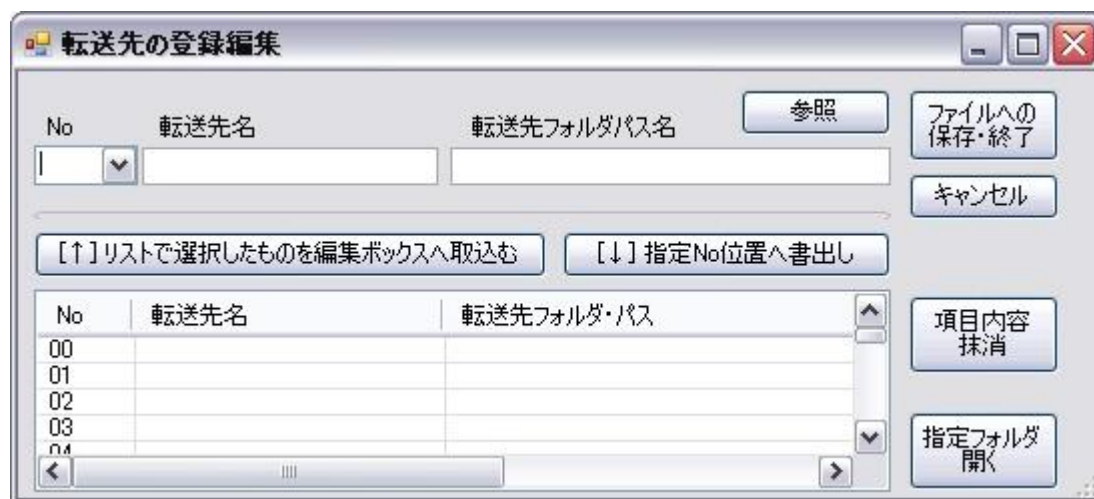 転送先の登録編集
No 転送先名 転送先フォルダパス名 参照
ファイルへの
保存・終了
キャンセル
[↑]リストで選択したものを編集ボックスへ取込む [↓]指定No位置へ書出し
No 転送先名 転送先フォルダ・パス
00
01
02
03
04
項目内容
抹消
指定フォルダ
開く